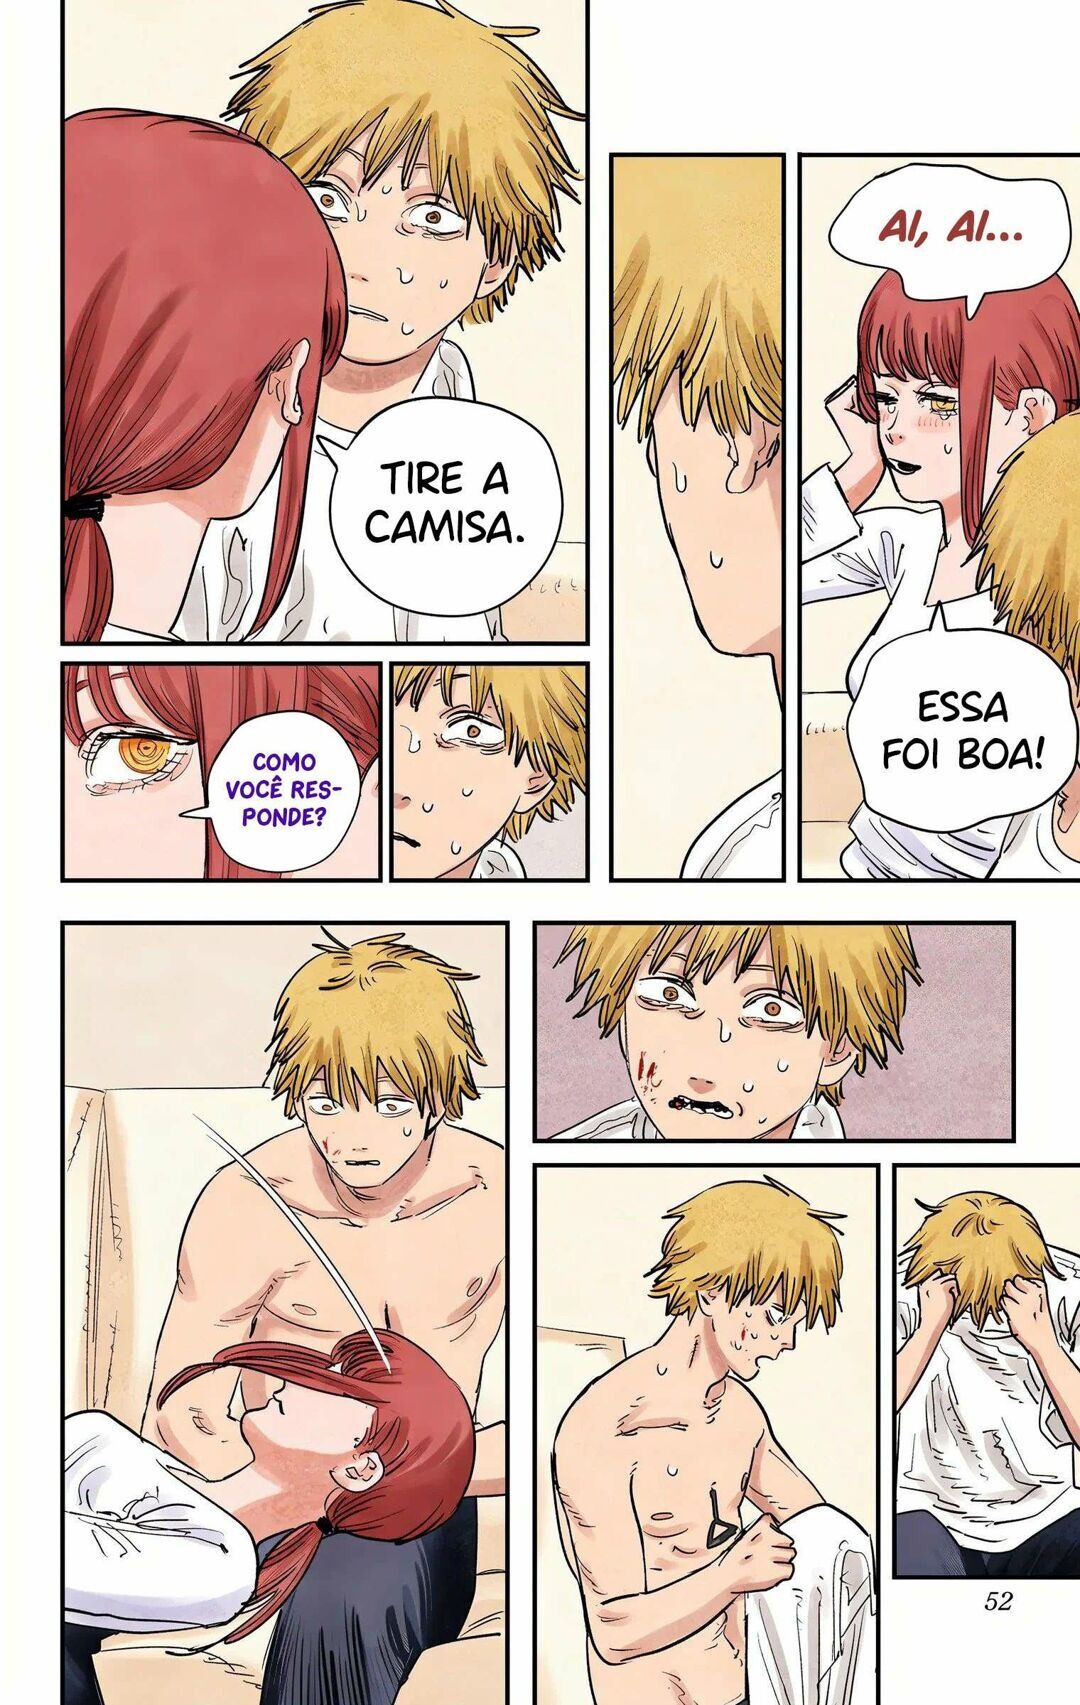 AI, AI...
ESSA
FOI BOA!
TIRE A
CAMISA.
COMO
VOCÊ RES-
PONDE?
52